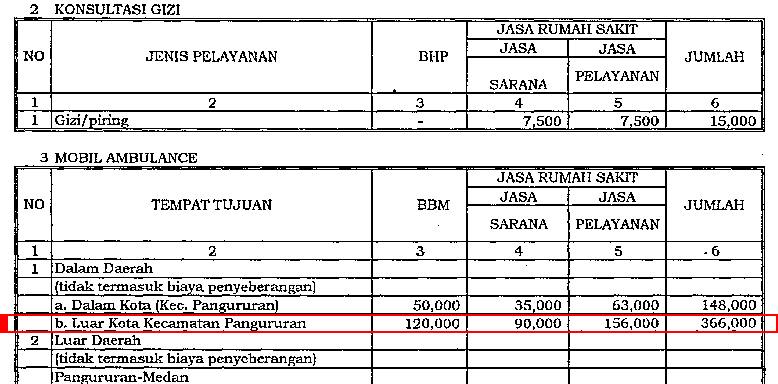 2 KONSULTASI GIZI
NO JENIS PELAYANAN BHP JASA RUMAH SAKIT JUMLAH
JASA SARANA JASA PELAYANAN
1 2 3 4 5 6
1 Gizi/piring - 7,500 7,500 15,000
3 MOBIL AMBULANCE
NO TEMPAT TUJUAN BBM JASA RUMAH SAKIT JUMLAH
JASA SARANA JASA PELAYANAN
1 2 3 4 5 6
1 Dalam Daerah
(tidak termasuk biaya penyeberangan)
a. Dalam Kota (Kec. Pangururan) 50,000 35,000 63,000 148,000
b. Luar Kota Kecamatan Pangururan 120,000 90,000 156,000 366,000
2 Luar Daerah
(tidak termasuk biaya penyeberangan)
Pangururan-Medan